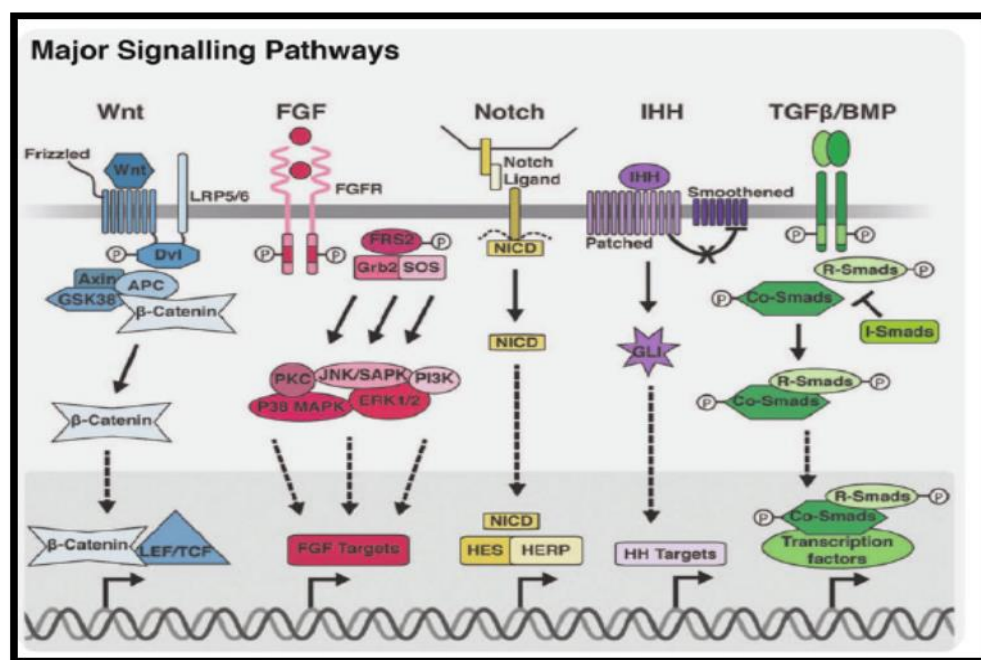 Major Signalling Pathways
Wnt
FGF
Notch
IHH
TGFβ/BMP
Frizzled
Wnt
LRP5/6
FGFR
Notch
Ligand
IHH
Smoothened
Patched
P
Dvl
Axin
APC
GSK38
β-Catenin
P
P
FRS2
P
Grb2
SOS
NICD
P
P
R-Smads
P
P
Co-Smads
I-Smads
β-Catenin
PKC
JNK/SAPK
PI3K
P38 MAPK
ERK1/2
NICD
GLI
R-Smads
P
P
Co-Smads
β-Catenin
LEF/TCF
FGF Targets
NICD
HES
HERP
HH Targets
R-Smads
P
P
Co-Smads
Transcription
factors